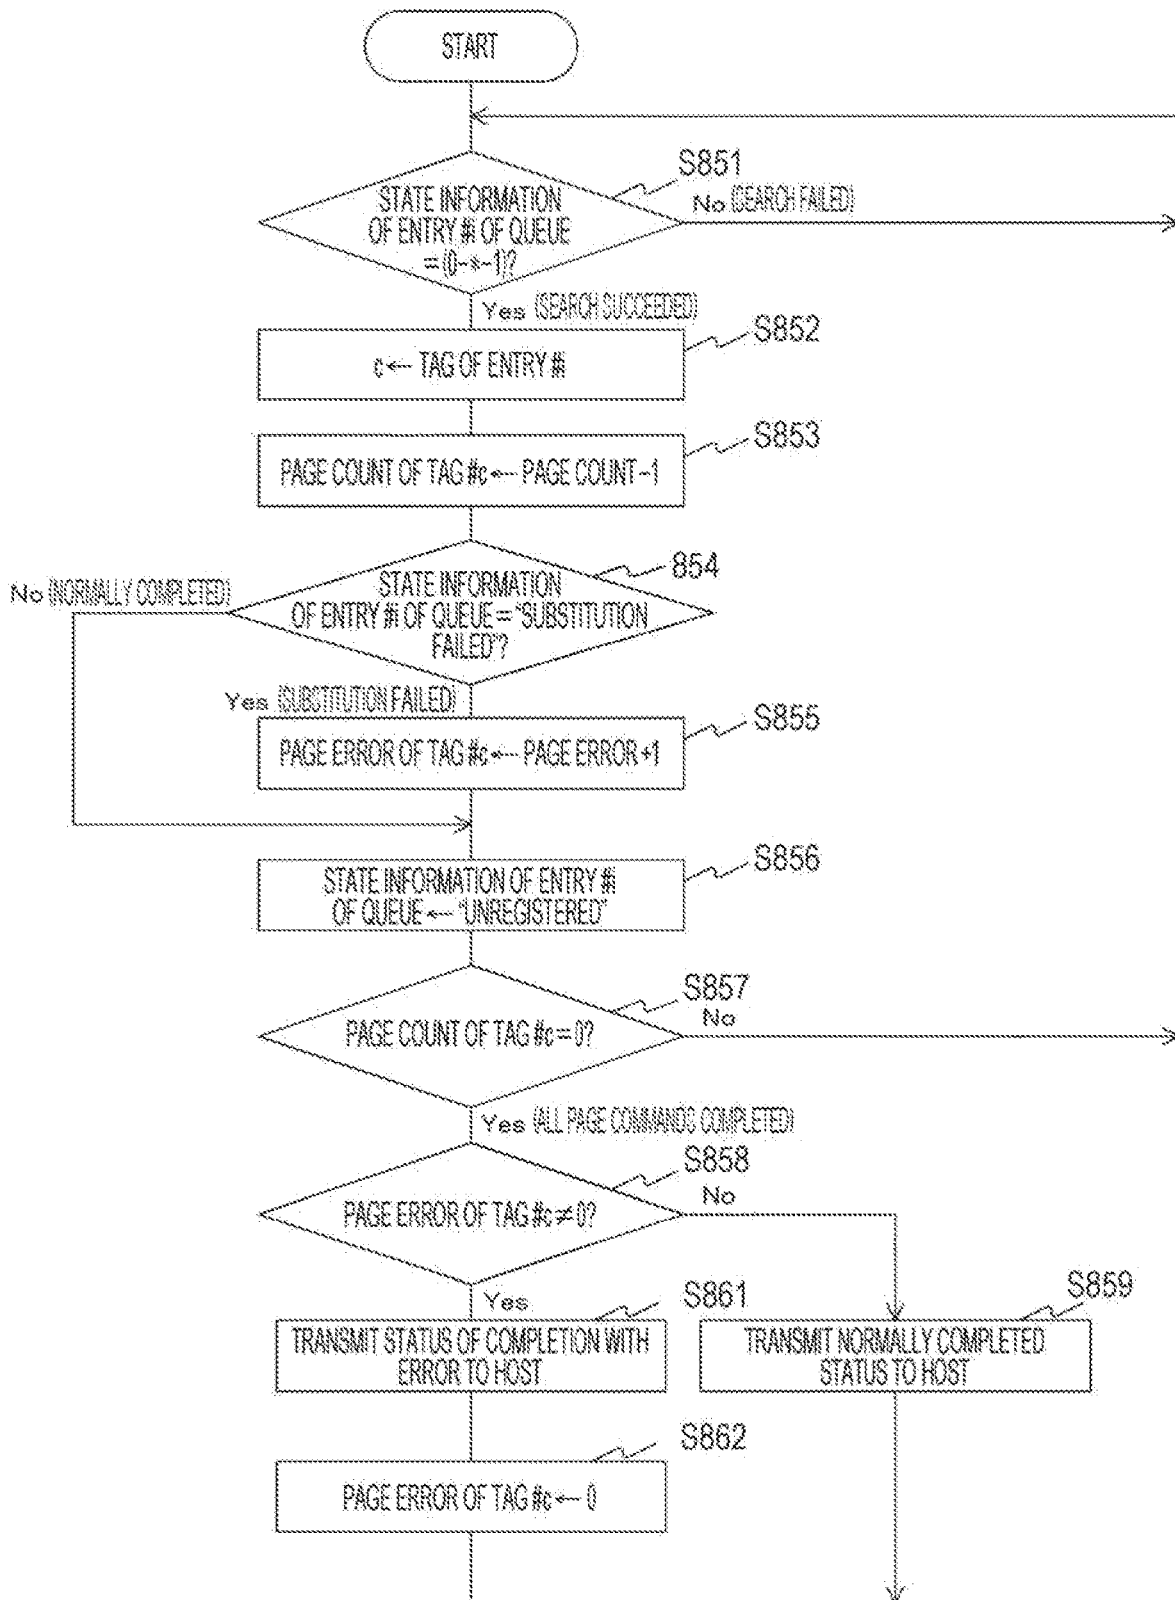 START
S851
STATE INFORMATION
OF ENTRY #i OF QUEUE
= (0-*-1)?
No (SEARCH FAILED)
Yes (SEARCH SUCCEEDED)
S852
c ← TAG OF ENTRY #i
S853
PAGE COUNT OF TAG #c ← PAGE COUNT -1
854
No (NORMALLY COMPLETED)
STATE INFORMATION
OF ENTRY #i OF QUEUE = "SUBSTITUTION
FAILED"?
Yes (SUBSTITUTION FAILED)
S855
PAGE ERROR OF TAG #c ← PAGE ERROR +1
S856
STATE INFORMATION OF ENTRY #i
OF QUEUE ← "UNREGISTERED"
S857
PAGE COUNT OF TAG #c = 0?
No
Yes (ALL PAGE COMMANDS COMPLETED)
S858
PAGE ERROR OF TAG #c ≠ 0?
No
Yes
S861
TRANSMIT STATUS OF COMPLETION WITH
ERROR TO HOST
S859
TRANSMIT NORMALLY COMPLETED
STATUS TO HOST
S862
PAGE ERROR OF TAG #c ← 0